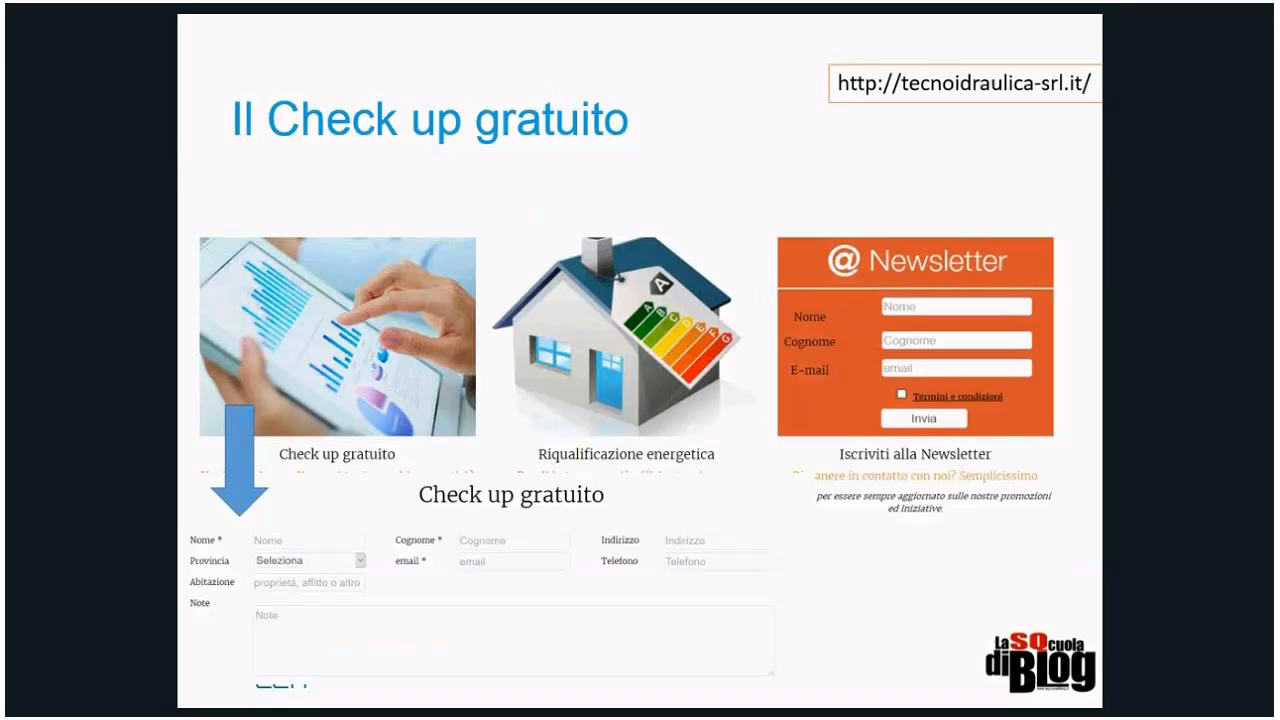 http://tecnoidraulica-srl.it/
Il Check up gratuito
A
A B C D E F G
@ Newsletter
Nome Nome
Cognome Cognome
E-mail email
Termini e condizioni
Invia
Check up gratuito
Riqualificazione energetica
Iscriviti alla Newsletter
anere in contatto con noi? Semplicissimo
per essere sempre aggiornato sulle nostre promozioni
ed iniziative.
Check up gratuito
Nome * Nome Cognome * Cognome Indirizzo Indirizzo
Provincia Seleziona email * email Telefono Telefono
Abitazione proprietà, affitto o altro
Note
Note
La SQcuola
di BLOG